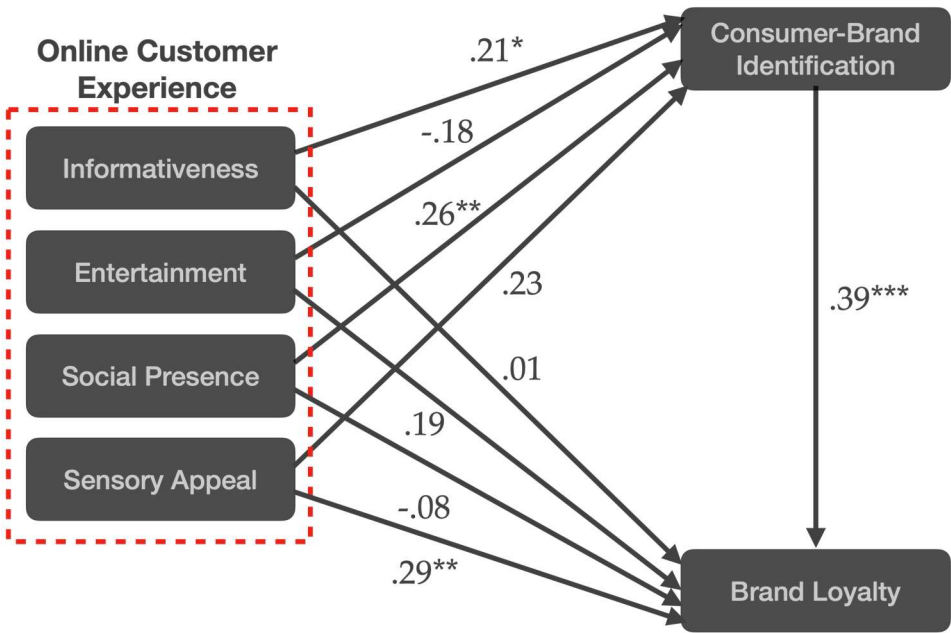 Online Customer
Experience
Informativeness
Entertainment
Social Presence
Sensory Appeal
.21*
-.18
.26**
.23
.01
.19
-.08
.29**
Consumer-Brand
Identification
.39***
Brand Loyalty